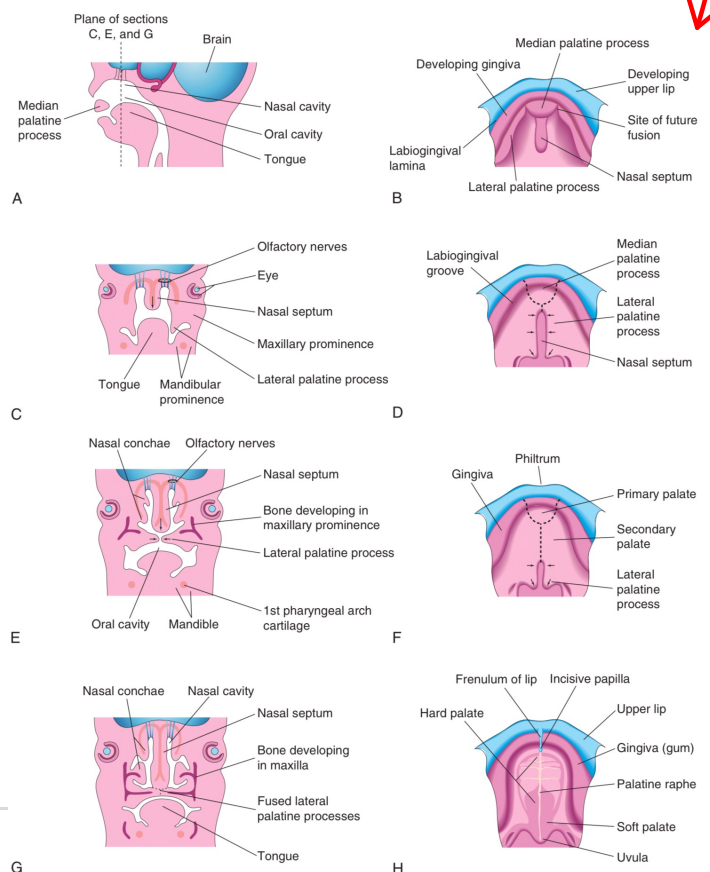 Plane of sections
C, E, and G
Brain
Nasal cavity
Median
palatine
process
Oral cavity
Tongue
A
Median palatine process
Developing gingiva
Developing
upper lip
Site of future
fusion
Labiogingival
lamina
Nasal septum
Lateral palatine process
B
Olfactory nerves
Eye
Nasal septum
Maxillary prominence
Lateral palatine process
Tongue
Mandibular
prominence
C
Labiogingival
groove
Median
palatine
process
Lateral
palatine
process
Nasal septum
D
Nasal conchae
Olfactory nerves
Nasal septum
Bone developing in
maxillary prominence
Lateral palatine process
1st pharyngeal arch
cartilage
Oral cavity
Mandible
E
Philtrum
Gingiva
Primary palate
Secondary
palate
Lateral
palatine
process
F
Nasal conchae
Nasal cavity
Nasal septum
Bone developing
in maxilla
Fused lateral
palatine processes
Tongue
G
Frenulum of lip
Incisive papilla
Hard palate
Upper lip
Gingiva (gum)
Palatine raphe
Soft palate
Uvula
H